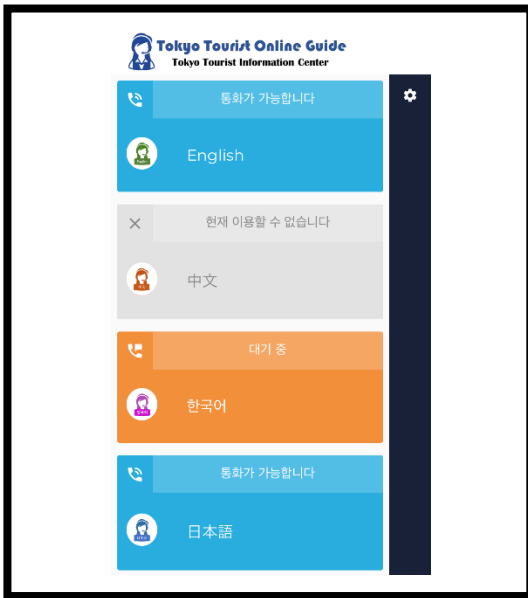 Tokyo Tourist Online Guide
Tokyo Tourist Information Center
통화가 가능합니다
English
현재 이용할 수 없습니다
中文
대기 중
한국어
통화가 가능합니다
日本語